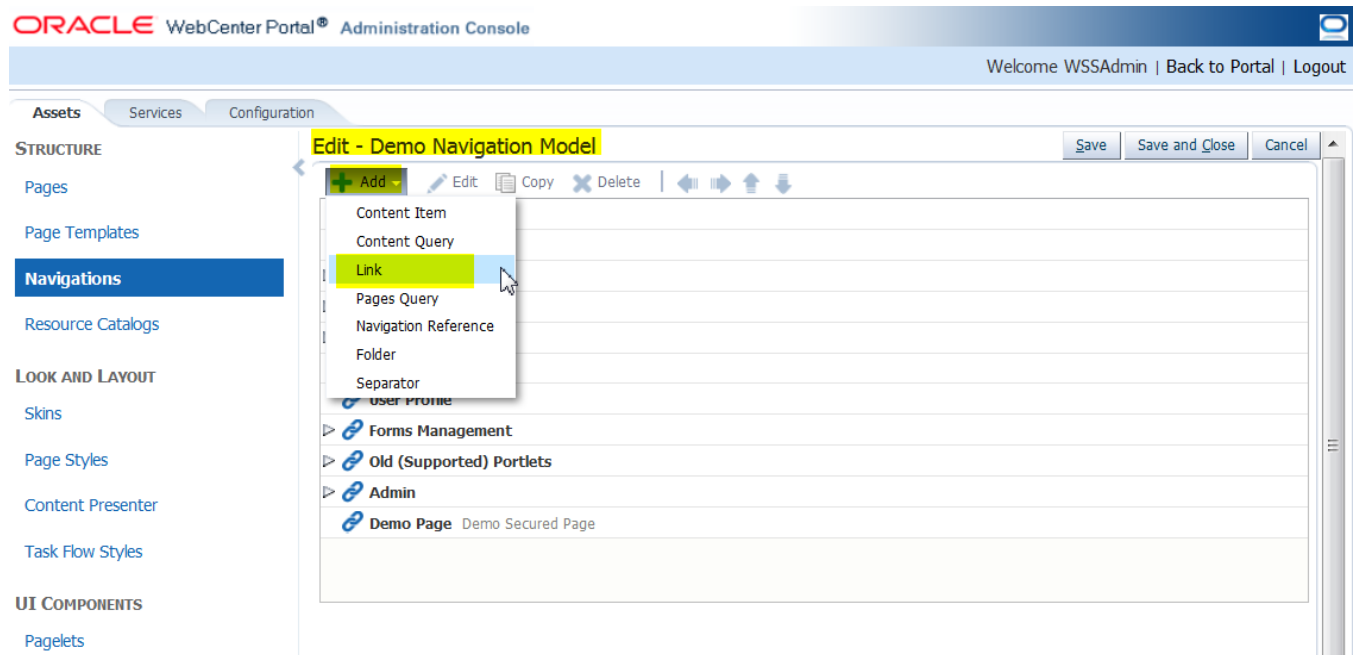 ORACLE WebCenter Portal® Administration Console
Welcome WSSAdmin | Back to Portal | Logout
Assets Services Configuration
STRUCTURE
Pages
Page Templates
Navigations
Resource Catalogs
LOOK AND LAYOUT
Skins
Page Styles
Content Presenter
Task Flow Styles
UI COMPONENTS
Pagelets
Edit - Demo Navigation Model
Save Save and Close Cancel
Add Edit Copy Delete
Content Item
Content Query
Link
Pages Query
Navigation Reference
Folder
Separator
User Profile
Forms Management
Old (Supported) Portlets
Admin
Demo Page Demo Secured Page